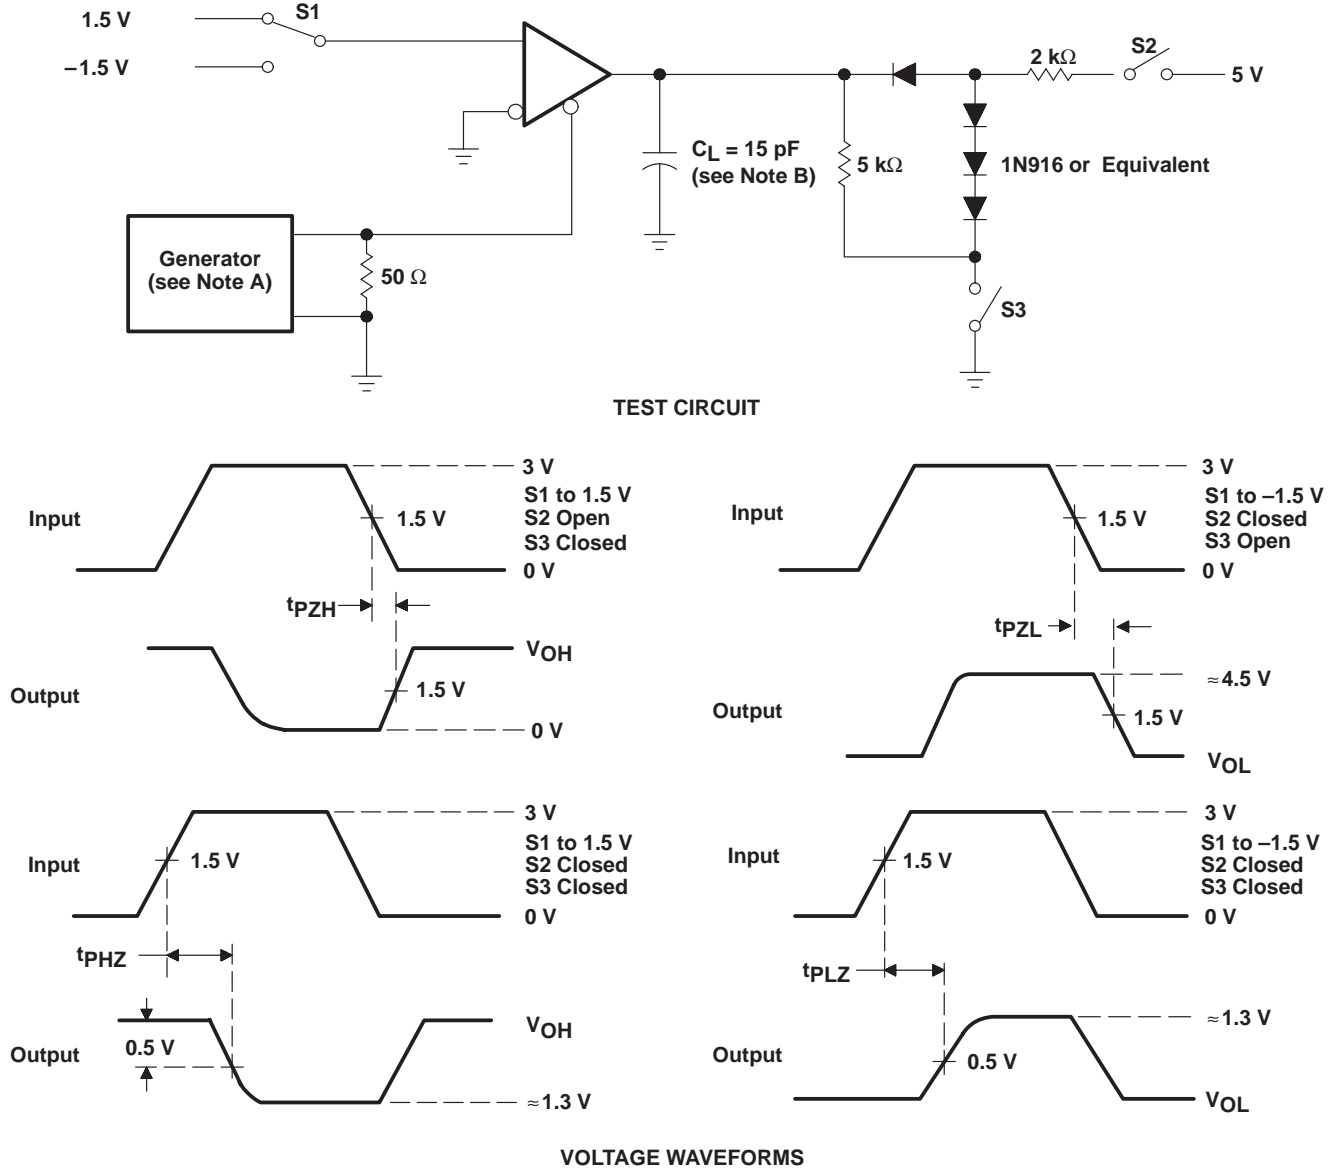 1.5 V
S1
–1.5 V
2 kΩ
S2
5 V
CL = 15 pF
(see Note B)
5 kΩ
1N916 or Equivalent
Generator
(see Note A)
50 Ω
S3
TEST CIRCUIT
Input
3 V
S1 to 1.5 V
S2 Open
S3 Closed
0 V
1.5 V
tPZH
Output
VOH
1.5 V
0 V
Input
3 V
S1 to –1.5 V
S2 Closed
S3 Open
0 V
1.5 V
tPZL
Output
≈4.5 V
1.5 V
VOL
Input
3 V
S1 to 1.5 V
S2 Closed
S3 Closed
0 V
1.5 V
tPHZ
Output
0.5 V
VOH
≈1.3 V
Input
3 V
S1 to –1.5 V
S2 Closed
S3 Closed
0 V
1.5 V
tPLZ
Output
≈1.3 V
0.5 V
VOL
VOLTAGE WAVEFORMS